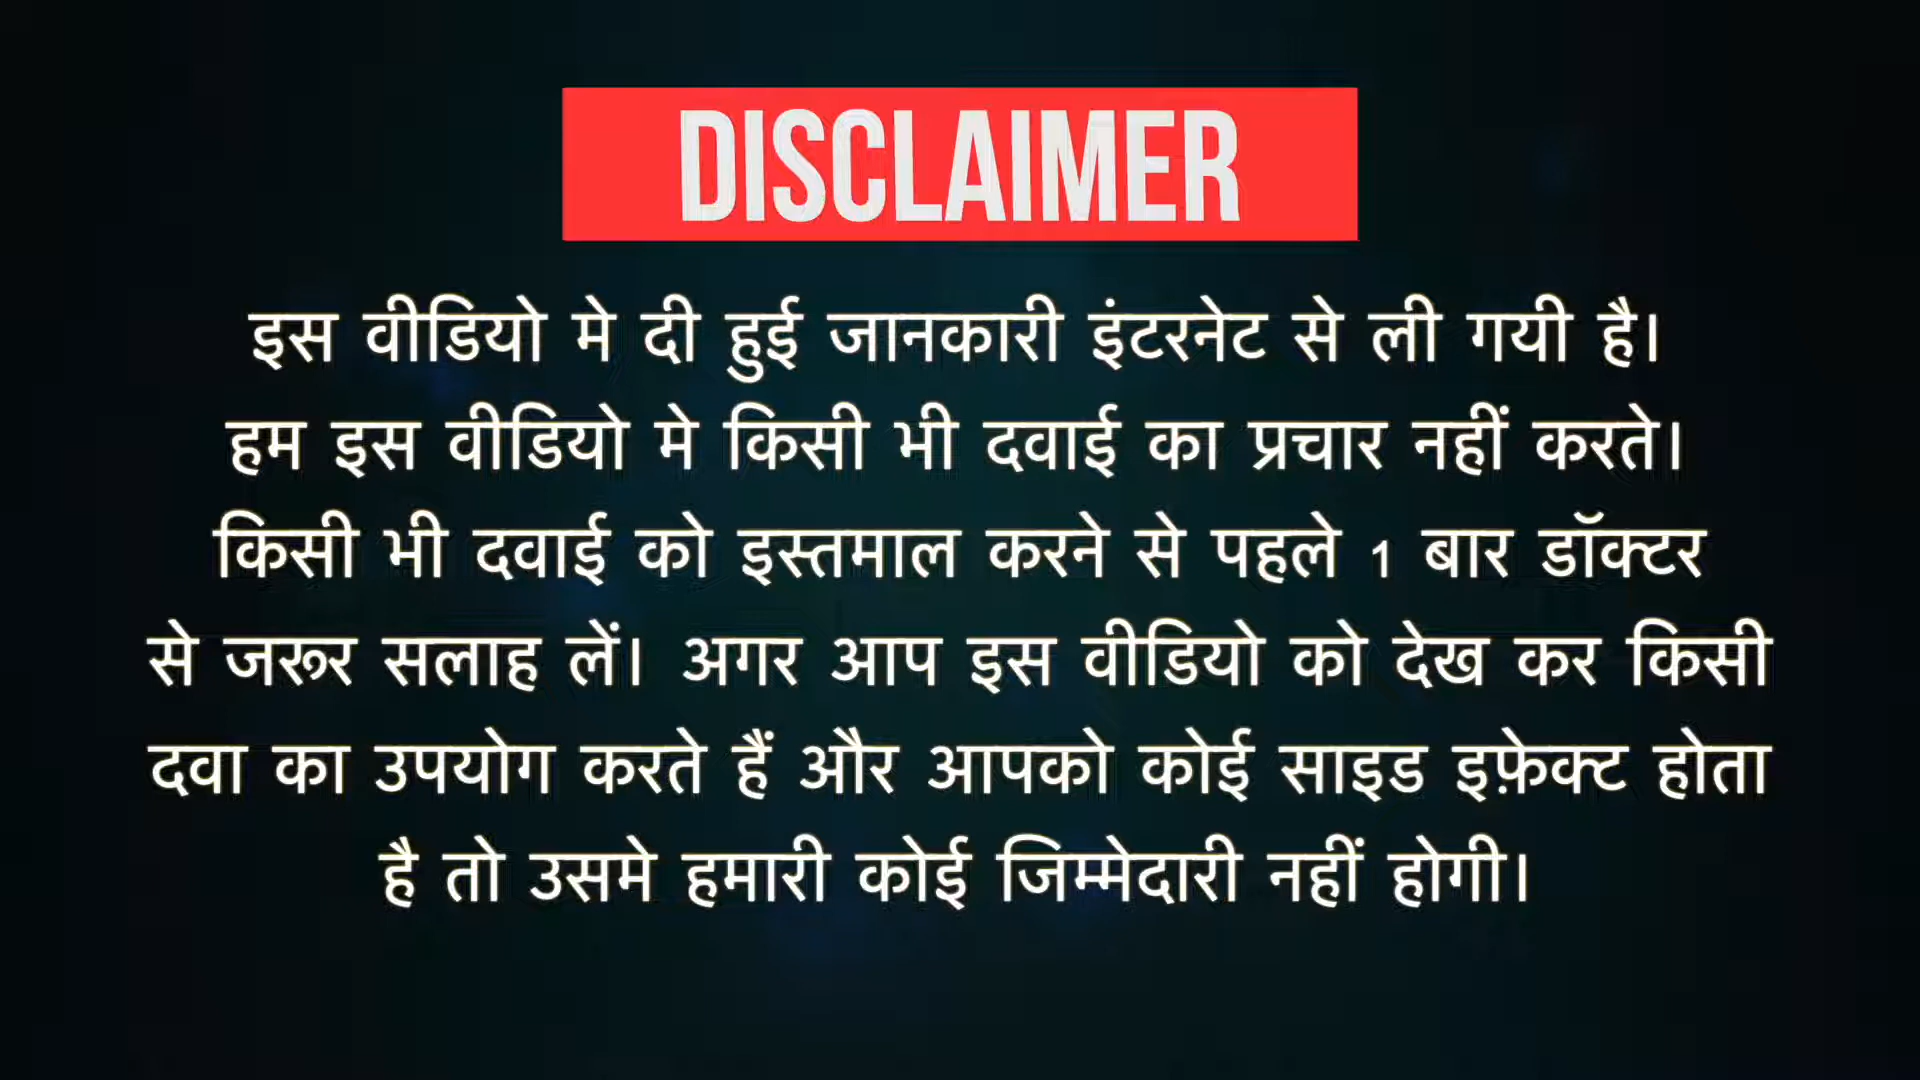 DISCLAIMER
इस वीडियो मे दी हुई जानकारी इंटरनेट से ली गयी है।
हम इस वीडियो मे किसी भी दवाई का प्रचार नहीं करते।
किसी भी दवाई को इस्तमाल करने से पहले 1 बार डॉक्टर
से जरूर सलाह लें। अगर आप इस वीडियो को देख कर किसी
दवा का उपयोग करते हैं और आपको कोई साइड इफ़ेक्ट होता
है तो उसमे हमारी कोई जिम्मेदारी नहीं होगी।